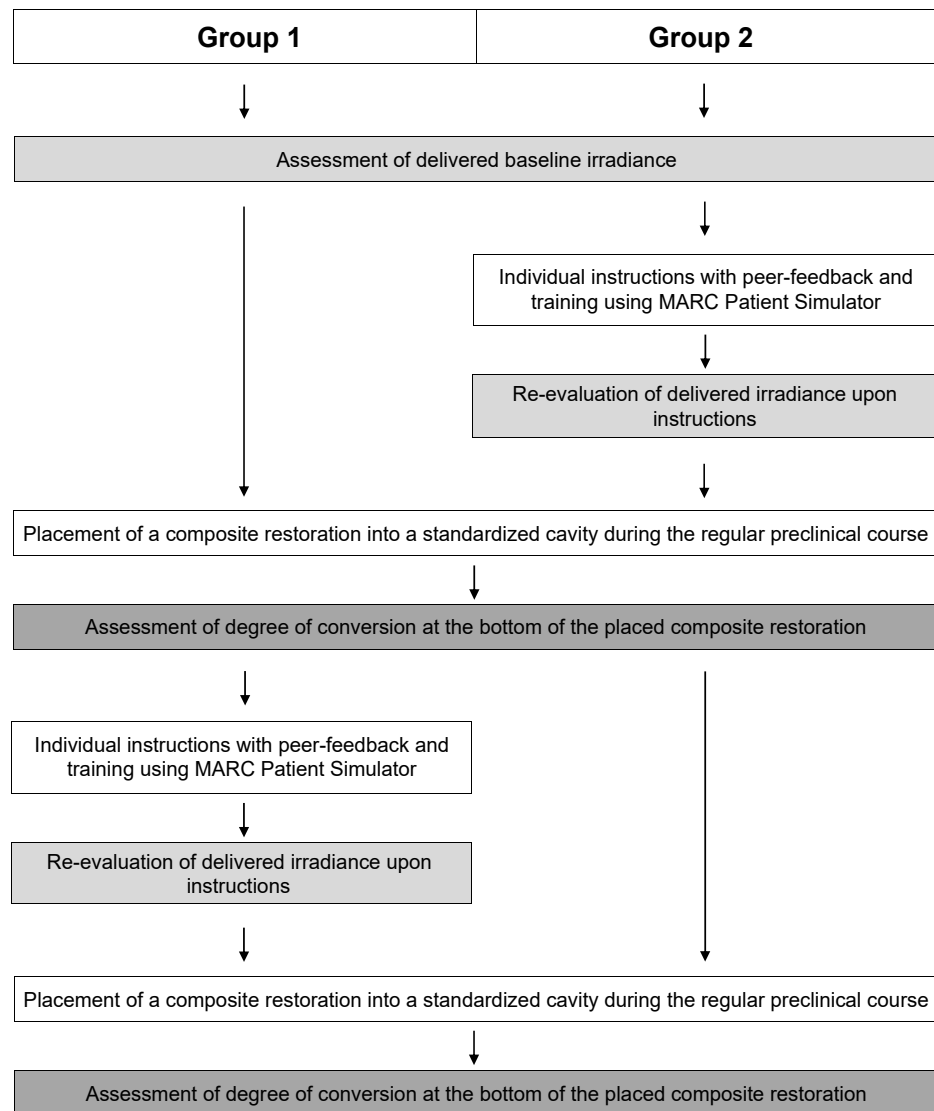 Group 1
Group 2
Assessment of delivered baseline irradiance
Individual instructions with peer-feedback and
training using MARC Patient Simulator
Re-evaluation of delivered irradiance upon
instructions
Placement of a composite restoration into a standardized cavity during the regular preclinical course
Assessment of degree of conversion at the bottom of the placed composite restoration
Individual instructions with peer-feedback and
training using MARC Patient Simulator
Re-evaluation of delivered irradiance upon
instructions
Placement of a composite restoration into a standardized cavity during the regular preclinical course
Assessment of degree of conversion at the bottom of the placed composite restoration